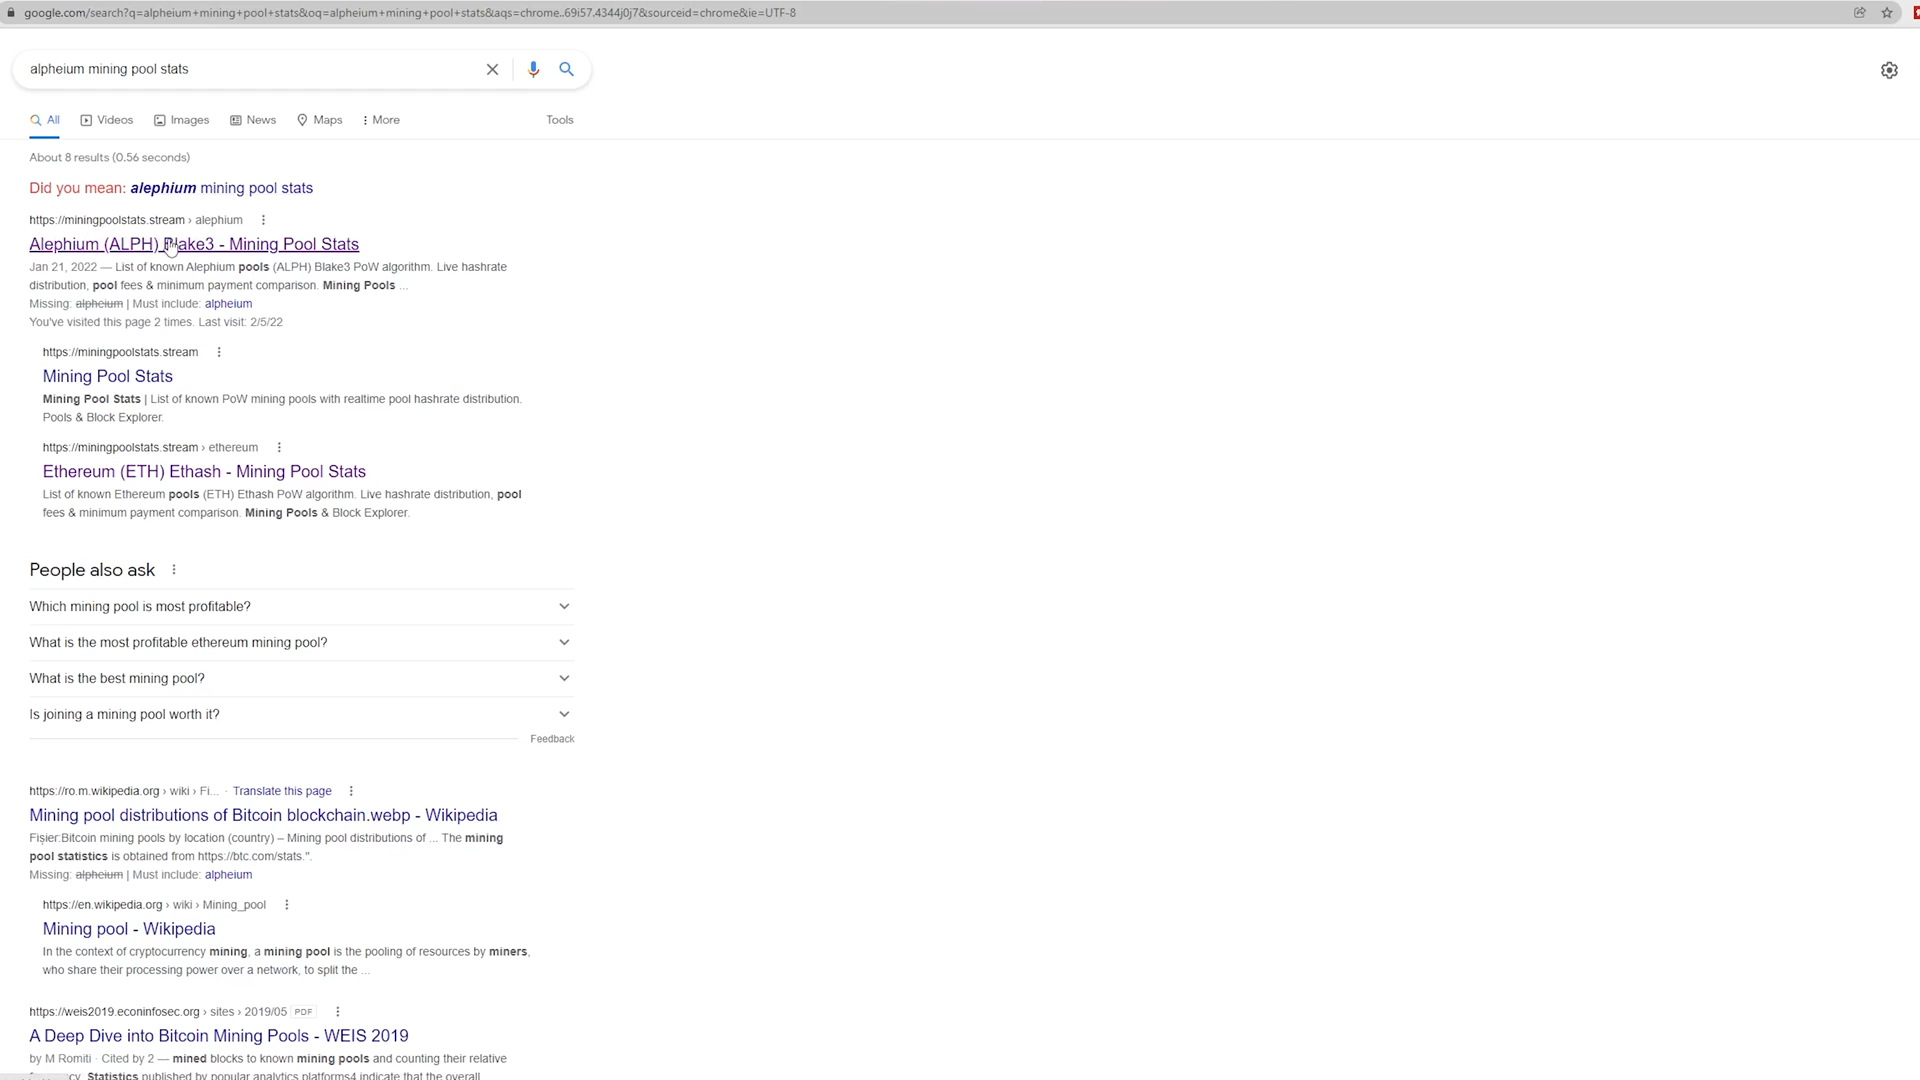 google.com/search?q=alpheium+mining+pool+stats&oq=alpheium+mining+pool+stats&aqs=chrome..69i57.4344j0j7&sourceid=chrome&ie=UTF-8
alpheium mining pool stats
All Videos Images News Maps More Tools
About 8 results (0.56 seconds)
Did you mean: alephium mining pool stats
https://miningpoolstats.stream › alephium
Alephium (ALPH) Blake3 - Mining Pool Stats
Jan 21, 2022 — List of known Alephium pools (ALPH) Blake3 PoW algorithm. Live hashrate
distribution, pool fees & minimum payment comparison. Mining Pools ...
Missing: alpheium | Must include: alpheium
You've visited this page 2 times. Last visit: 2/5/22
https://miningpoolstats.stream
Mining Pool Stats
Mining Pool Stats | List of known PoW mining pools with realtime pool hashrate distribution.
Pools & Block Explorer.
https://miningpoolstats.stream › ethereum
Ethereum (ETH) Ethash - Mining Pool Stats
List of known Ethereum pools (ETH) Ethash PoW algorithm. Live hashrate distribution, pool
fees & minimum payment comparison. Mining Pools & Block Explorer.
People also ask
Which mining pool is most profitable?
What is the most profitable ethereum mining pool?
What is the best mining pool?
Is joining a mining pool worth it?
Feedback
https://ro.m.wikipedia.org › wiki › Fi... · Translate this page
Mining pool distributions of Bitcoin blockchain.webp - Wikipedia
Fișier:Bitcoin mining pools by location (country) – Mining pool distributions of ... The mining
pool statistics is obtained from https://btc.com/stats.".
Missing: alpheium | Must include: alpheium
https://en.wikipedia.org › wiki › Mining_pool
Mining pool - Wikipedia
In the context of cryptocurrency mining, a mining pool is the pooling of resources by miners,
who share their processing power over a network, to split the ...
https://weis2019.econinfosec.org › sites › 2019/05 PDF
A Deep Dive into Bitcoin Mining Pools - WEIS 2019
by M Romiti · Cited by 2 — mined blocks to known mining pools and counting their relative
Statistics published by popular analytics platforms4 indicate that the overall